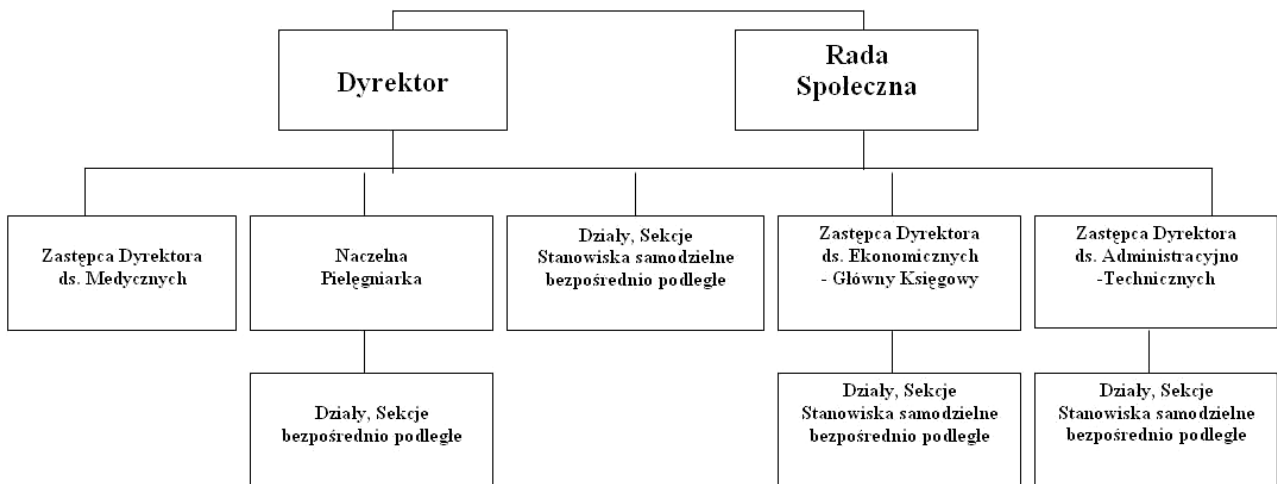 Dyrektor
Rada
Społeczna
Zastępca Dyrektora
ds. Medycznych
Naczelna
Pielęgniarka
Działy, Sekcje
Stanowiska samodzielne
bezpośrednio podległe
Zastępca Dyrektora
ds. Ekonomicznych
- Główny Księgowy
Zastępca Dyrektora
ds. Administracyjno
-Technicznych
Działy, Sekcje
bezpośrednio podległe
Działy, Sekcje
Stanowiska samodzielne
bezpośrednio podległe
Działy, Sekcje
Stanowiska samodzielne
bezpośrednio podległe